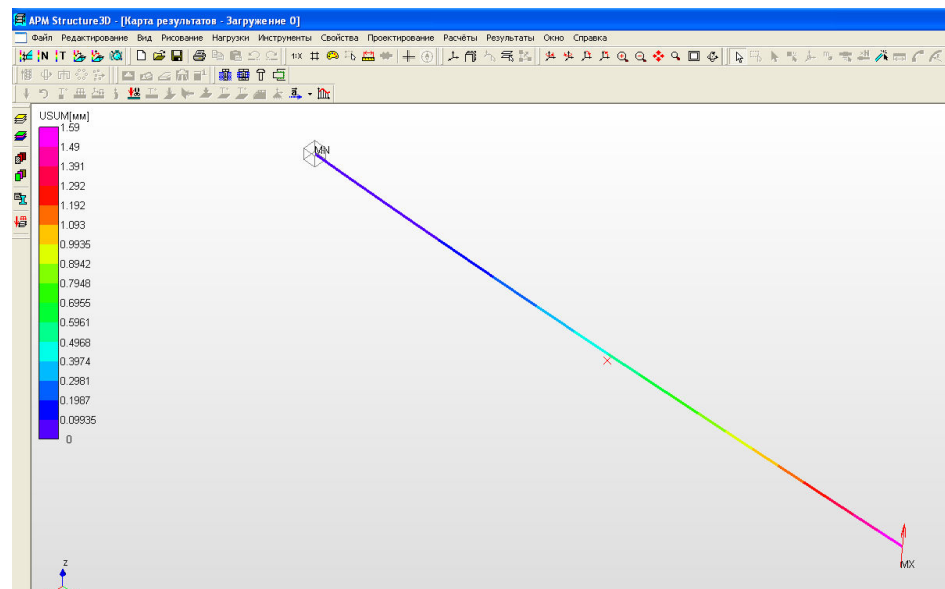 APM Structure3D - [Карта результатов - Загружение 0]
Файл Редактирование Вид Рисование Нагрузки Инструменты Свойства Проектирование Расчёты Результаты Окно Справка
USUM[мм]
1.59
1.49
1.391
1.292
1.192
1.093
0.9935
0.8942
0.7948
0.6955
0.5961
0.4968
0.3974
0.2981
0.1987
0.09935
0
MN
MX
z